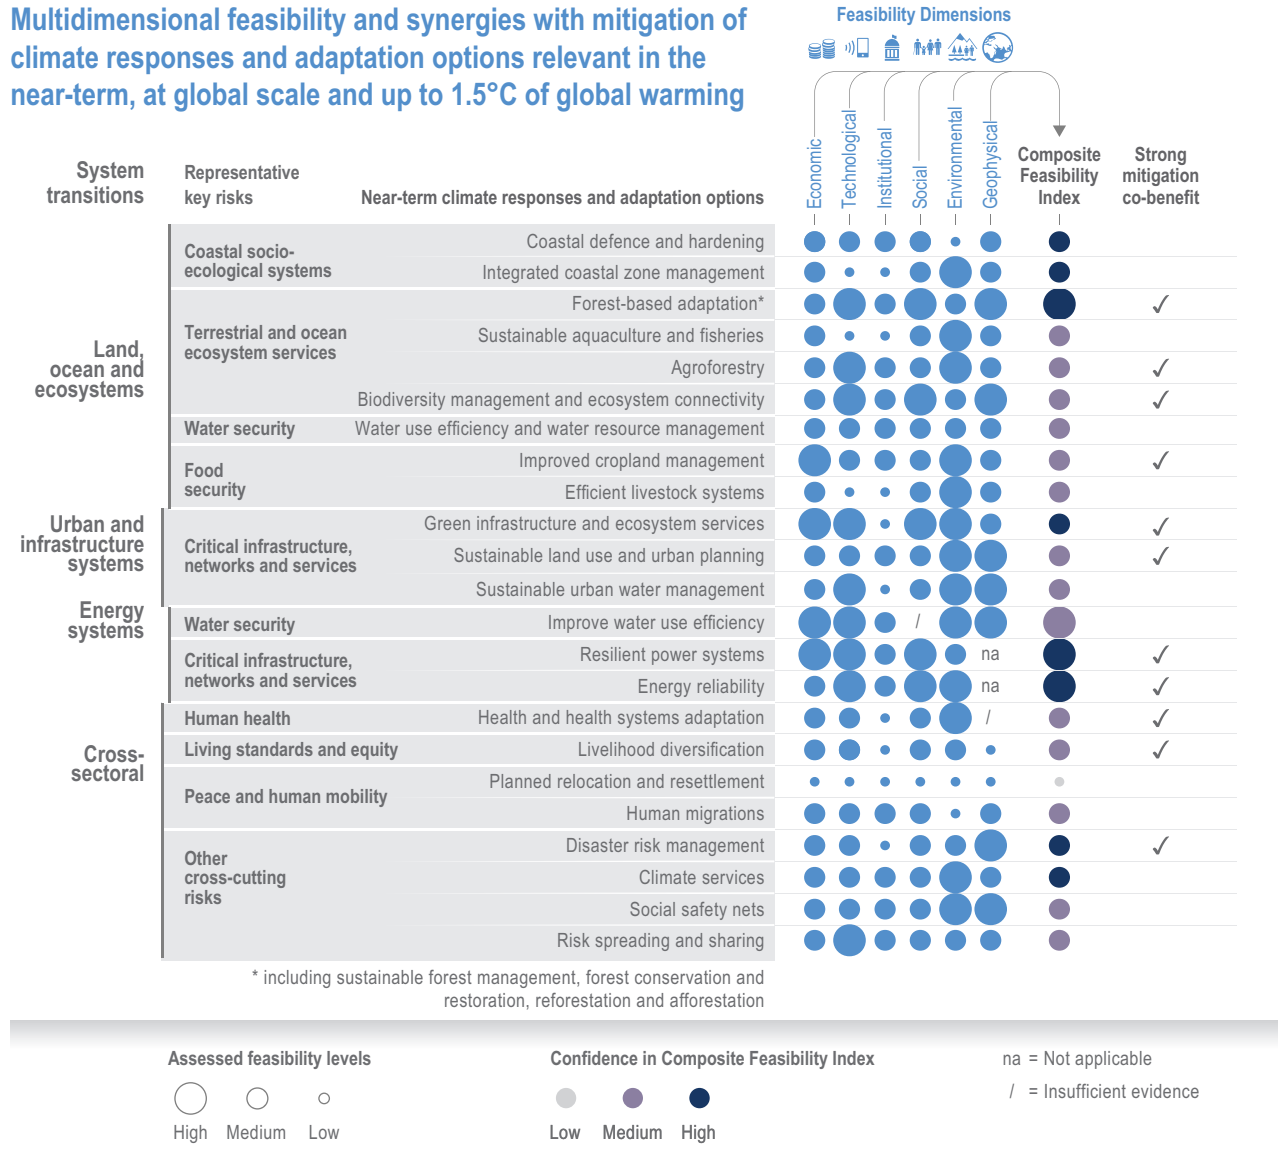 Multidimensional feasibility and synergies with mitigation of
climate responses and adaptation options relevant in the
near-term, at global scale and up to 1.5°C of global warming
Feasibility Dimensions
Economic
Technological
Institutional
Social
Environmental
Geophysical
System
transitions
Representative
key risks
Near-term climate responses and adaptation options
Composite
Feasibility
Index
Strong
mitigation
co-benefit
Land,
ocean and
ecosystems
Coastal socio-
ecological systems
Coastal defence and hardening
Integrated coastal zone management
Terrestrial and ocean
ecosystem services
Forest-based adaptation*
✓
Sustainable aquaculture and fisheries
Agroforestry
✓
Biodiversity management and ecosystem connectivity
✓
Water security
Water use efficiency and water resource management
Food
security
Improved cropland management
✓
Efficient livestock systems
Urban and
infrastructure
systems
Critical infrastructure,
networks and services
Green infrastructure and ecosystem services
✓
Sustainable land use and urban planning
✓
Sustainable urban water management
Energy
systems
Water security
Improve water use efficiency
/
Critical infrastructure,
networks and services
Resilient power systems
na
✓
Energy reliability
na
✓
Cross-
sectoral
Human health
Health and health systems adaptation
/
✓
Living standards and equity
Livelihood diversification
✓
Peace and human mobility
Planned relocation and resettlement
Human migrations
Other
cross-cutting
risks
Disaster risk management
✓
Climate services
Social safety nets
Risk spreading and sharing
* including sustainable forest management, forest conservation and
restoration, reforestation and afforestation
Assessed feasibility levels
High Medium Low
Confidence in Composite Feasibility Index
Low Medium High
na = Not applicable
/ = Insufficient evidence